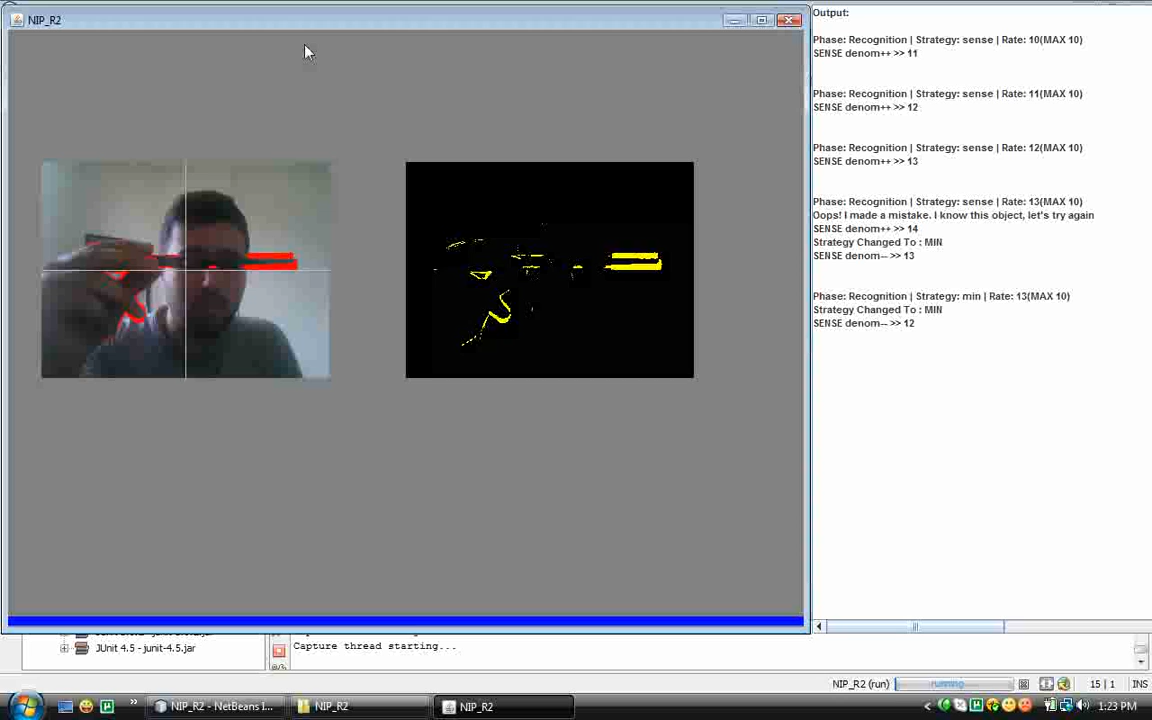 NIP_R2
Output:
Phase: Recognition | Strategy: sense | Rate: 10(MAX 10)
SENSE denom++ >> 11
Phase: Recognition | Strategy: sense | Rate: 11(MAX 10)
SENSE denom++ >> 12
Phase: Recognition | Strategy: sense | Rate: 12(MAX 10)
SENSE denom++ >> 13
Phase: Recognition | Strategy: sense | Rate: 13(MAX 10)
Oops! I made a mistake. I know this object, let's try again
SENSE denom++ >> 14
Strategy Changed To : MIN
SENSE denom-- >> 13
Phase: Recognition | Strategy: min | Rate: 13(MAX 10)
Strategy Changed To : MIN
SENSE denom-- >> 12
JUnit 4.5 - junit-4.5.jar
Capture thread starting...
NIP_R2 (run)
running
15 | 1
INS
NIP_R2 - NetBeans I...
NIP_R2
NIP_R2
1:23 PM